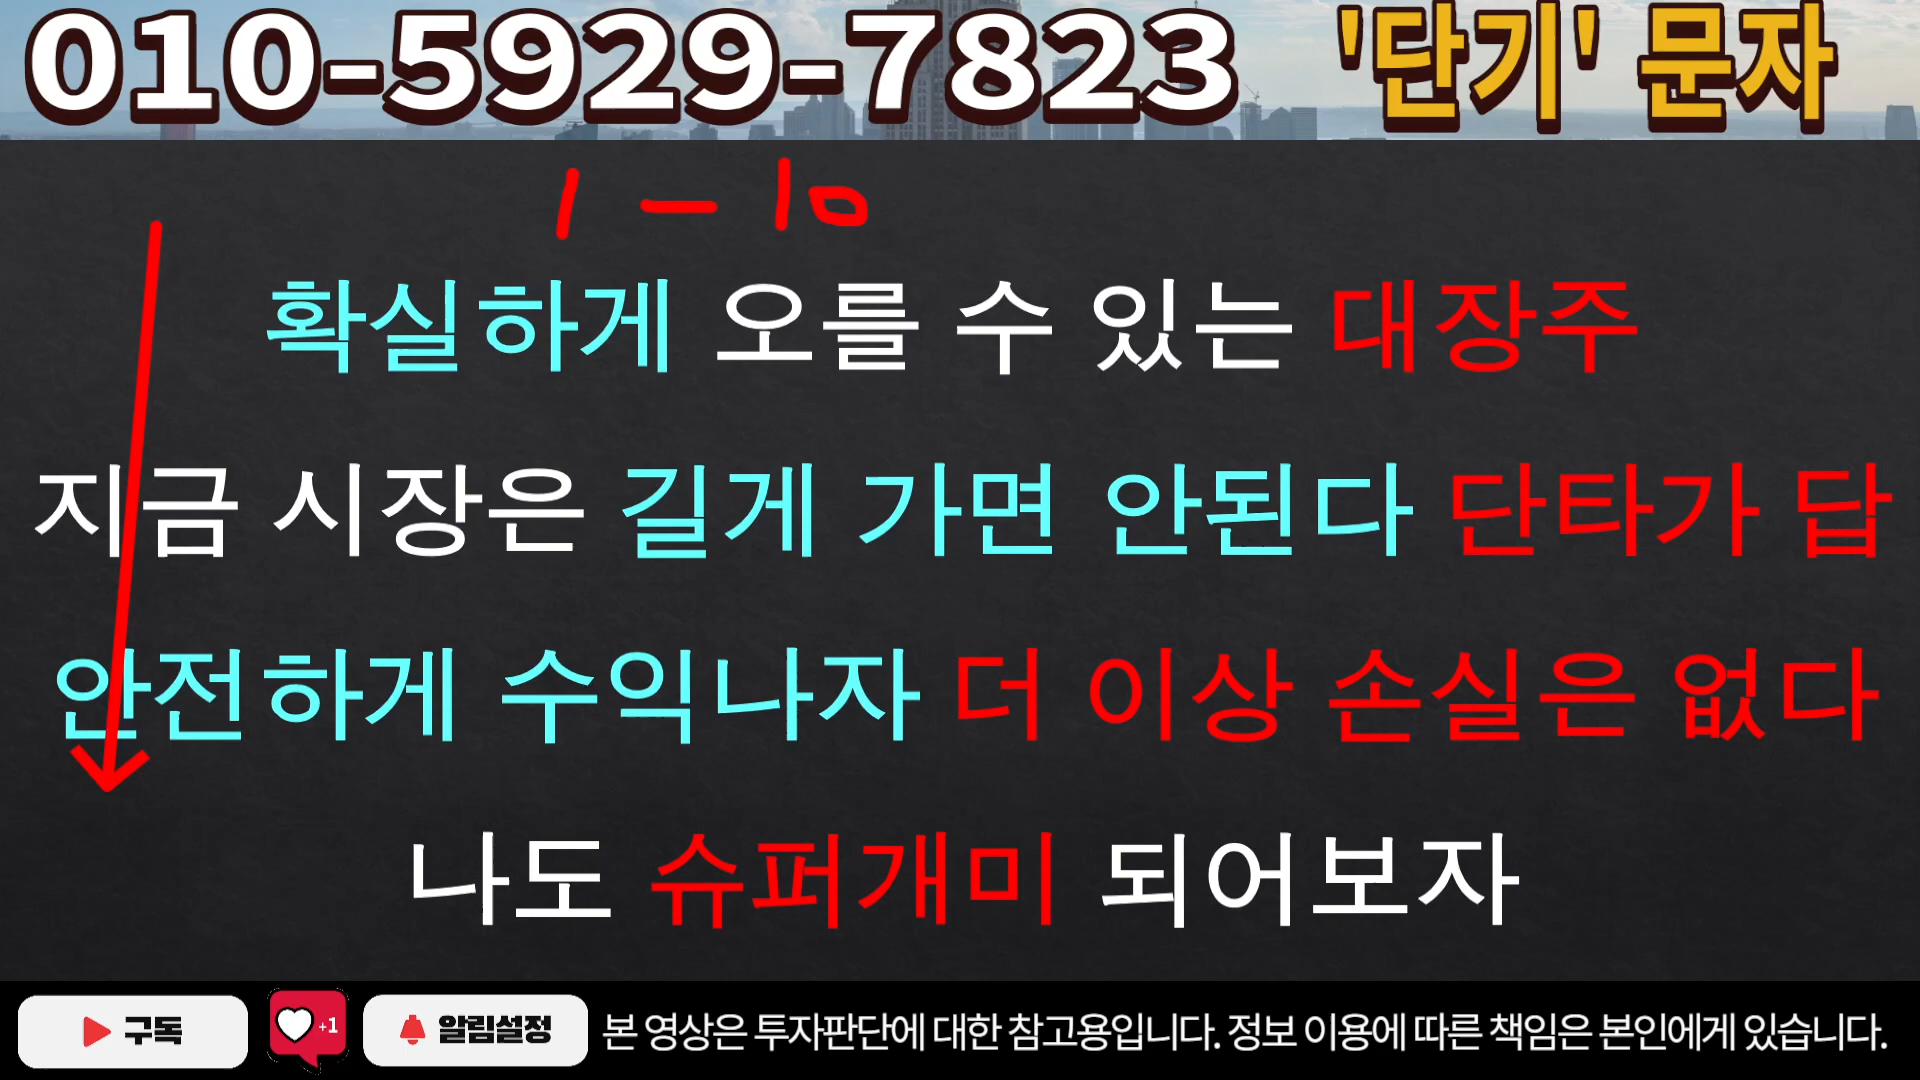 010-5929-7823 '단기' 문자
1 - 10
확실하게 오를 수 있는 대장주
지금 시장은 길게 가면 안된다 단타가 답
안전하게 수익나자 더 이상 손실은 없다
나도 슈퍼개미 되어보자
구독 +1 알림설정 본 영상은 투자판단에 대한 참고용입니다. 정보 이용에 따른 책임은 본인에게 있습니다.